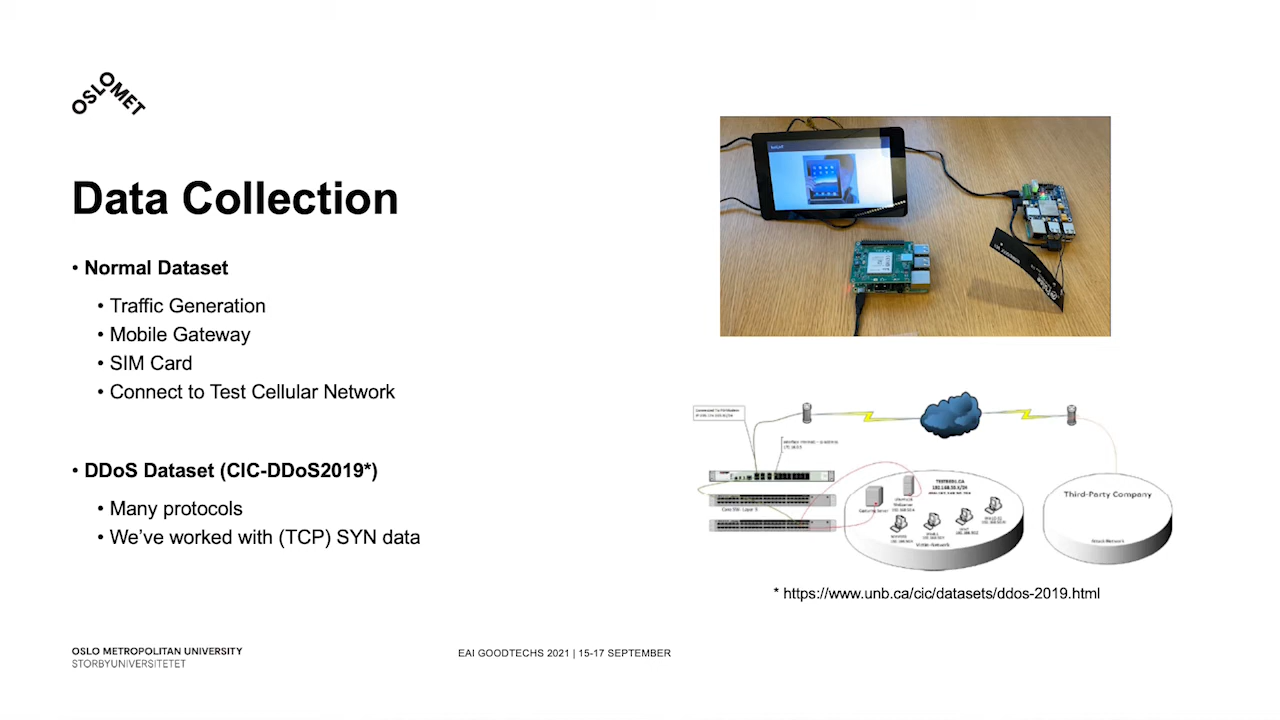 OSLOMET
Data Collection
• Normal Dataset
• Traffic Generation
• Mobile Gateway
• SIM Card
• Connect to Test Cellular Network
• DDoS Dataset (CIC-DDoS2019*)
• Many protocols
• We’ve worked with (TCP) SYN data
Third-Party Company
* https://www.unb.ca/cic/datasets/ddos-2019.html
OSLO METROPOLITAN UNIVERSITY
STORBYUNIVERSITETET
EAI GOODTECHS 2021 | 15-17 SEPTEMBER